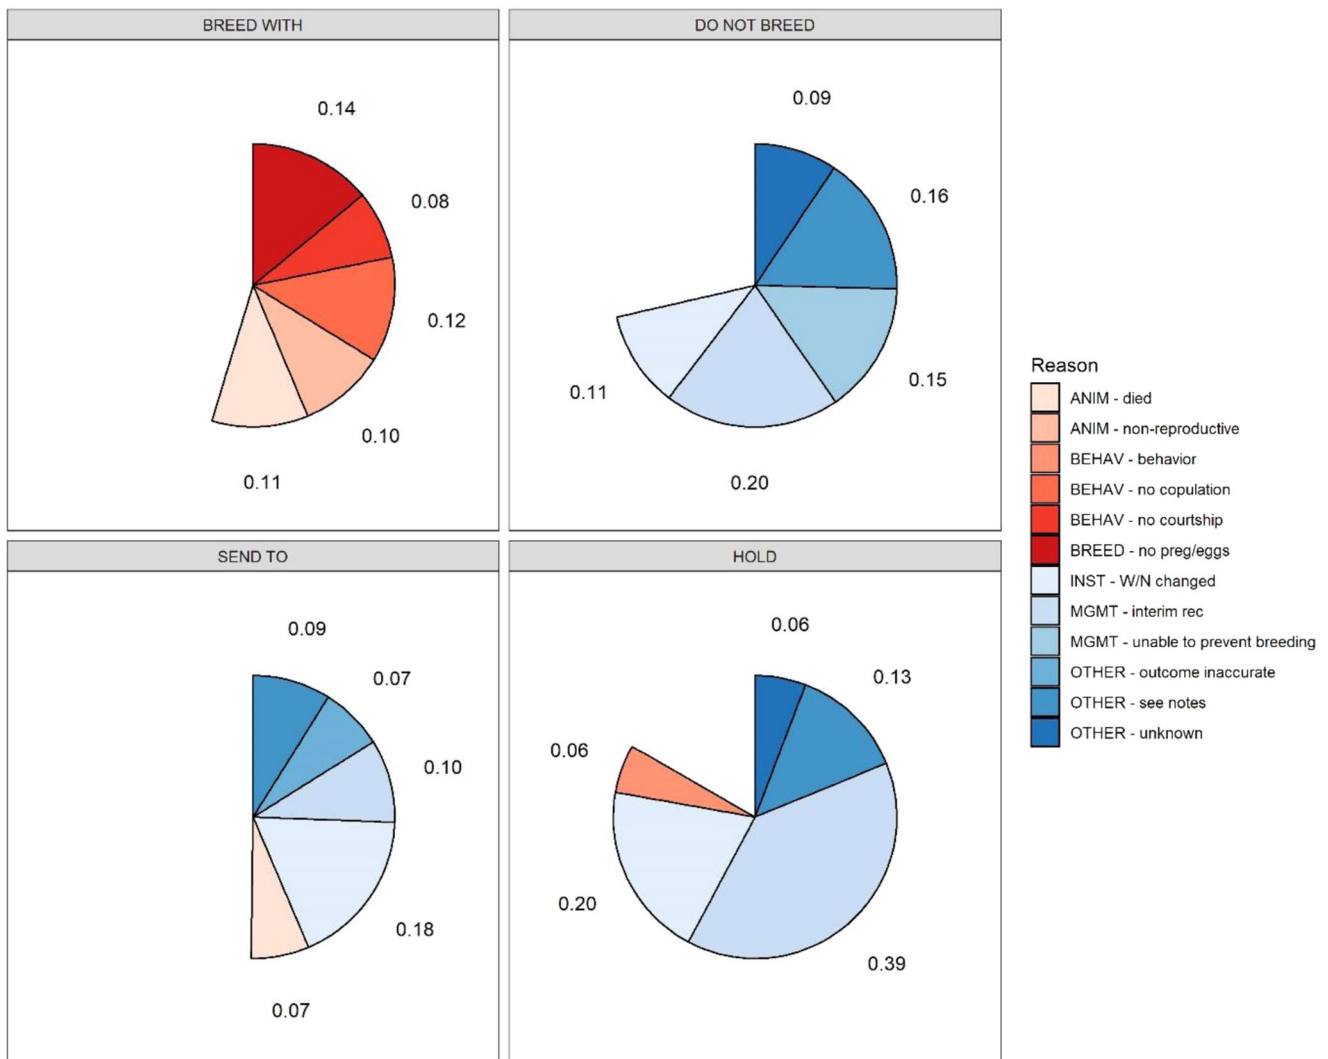 BREED WITH
0.14
0.08
0.12
0.10
0.11
DO NOT BREED
0.09
0.16
0.15
0.20
0.11
SEND TO
0.09
0.07
0.10
0.18
0.07
HOLD
0.06
0.13
0.39
0.20
0.06
Reason
ANIM - died
ANIM - non-reproductive
BEHAV - behavior
BEHAV - no copulation
BEHAV - no courtship
BREED - no preg/eggs
INST - W/N changed
MGMT - interim rec
MGMT - unable to prevent breeding
OTHER - outcome inaccurate
OTHER - see notes
OTHER - unknown